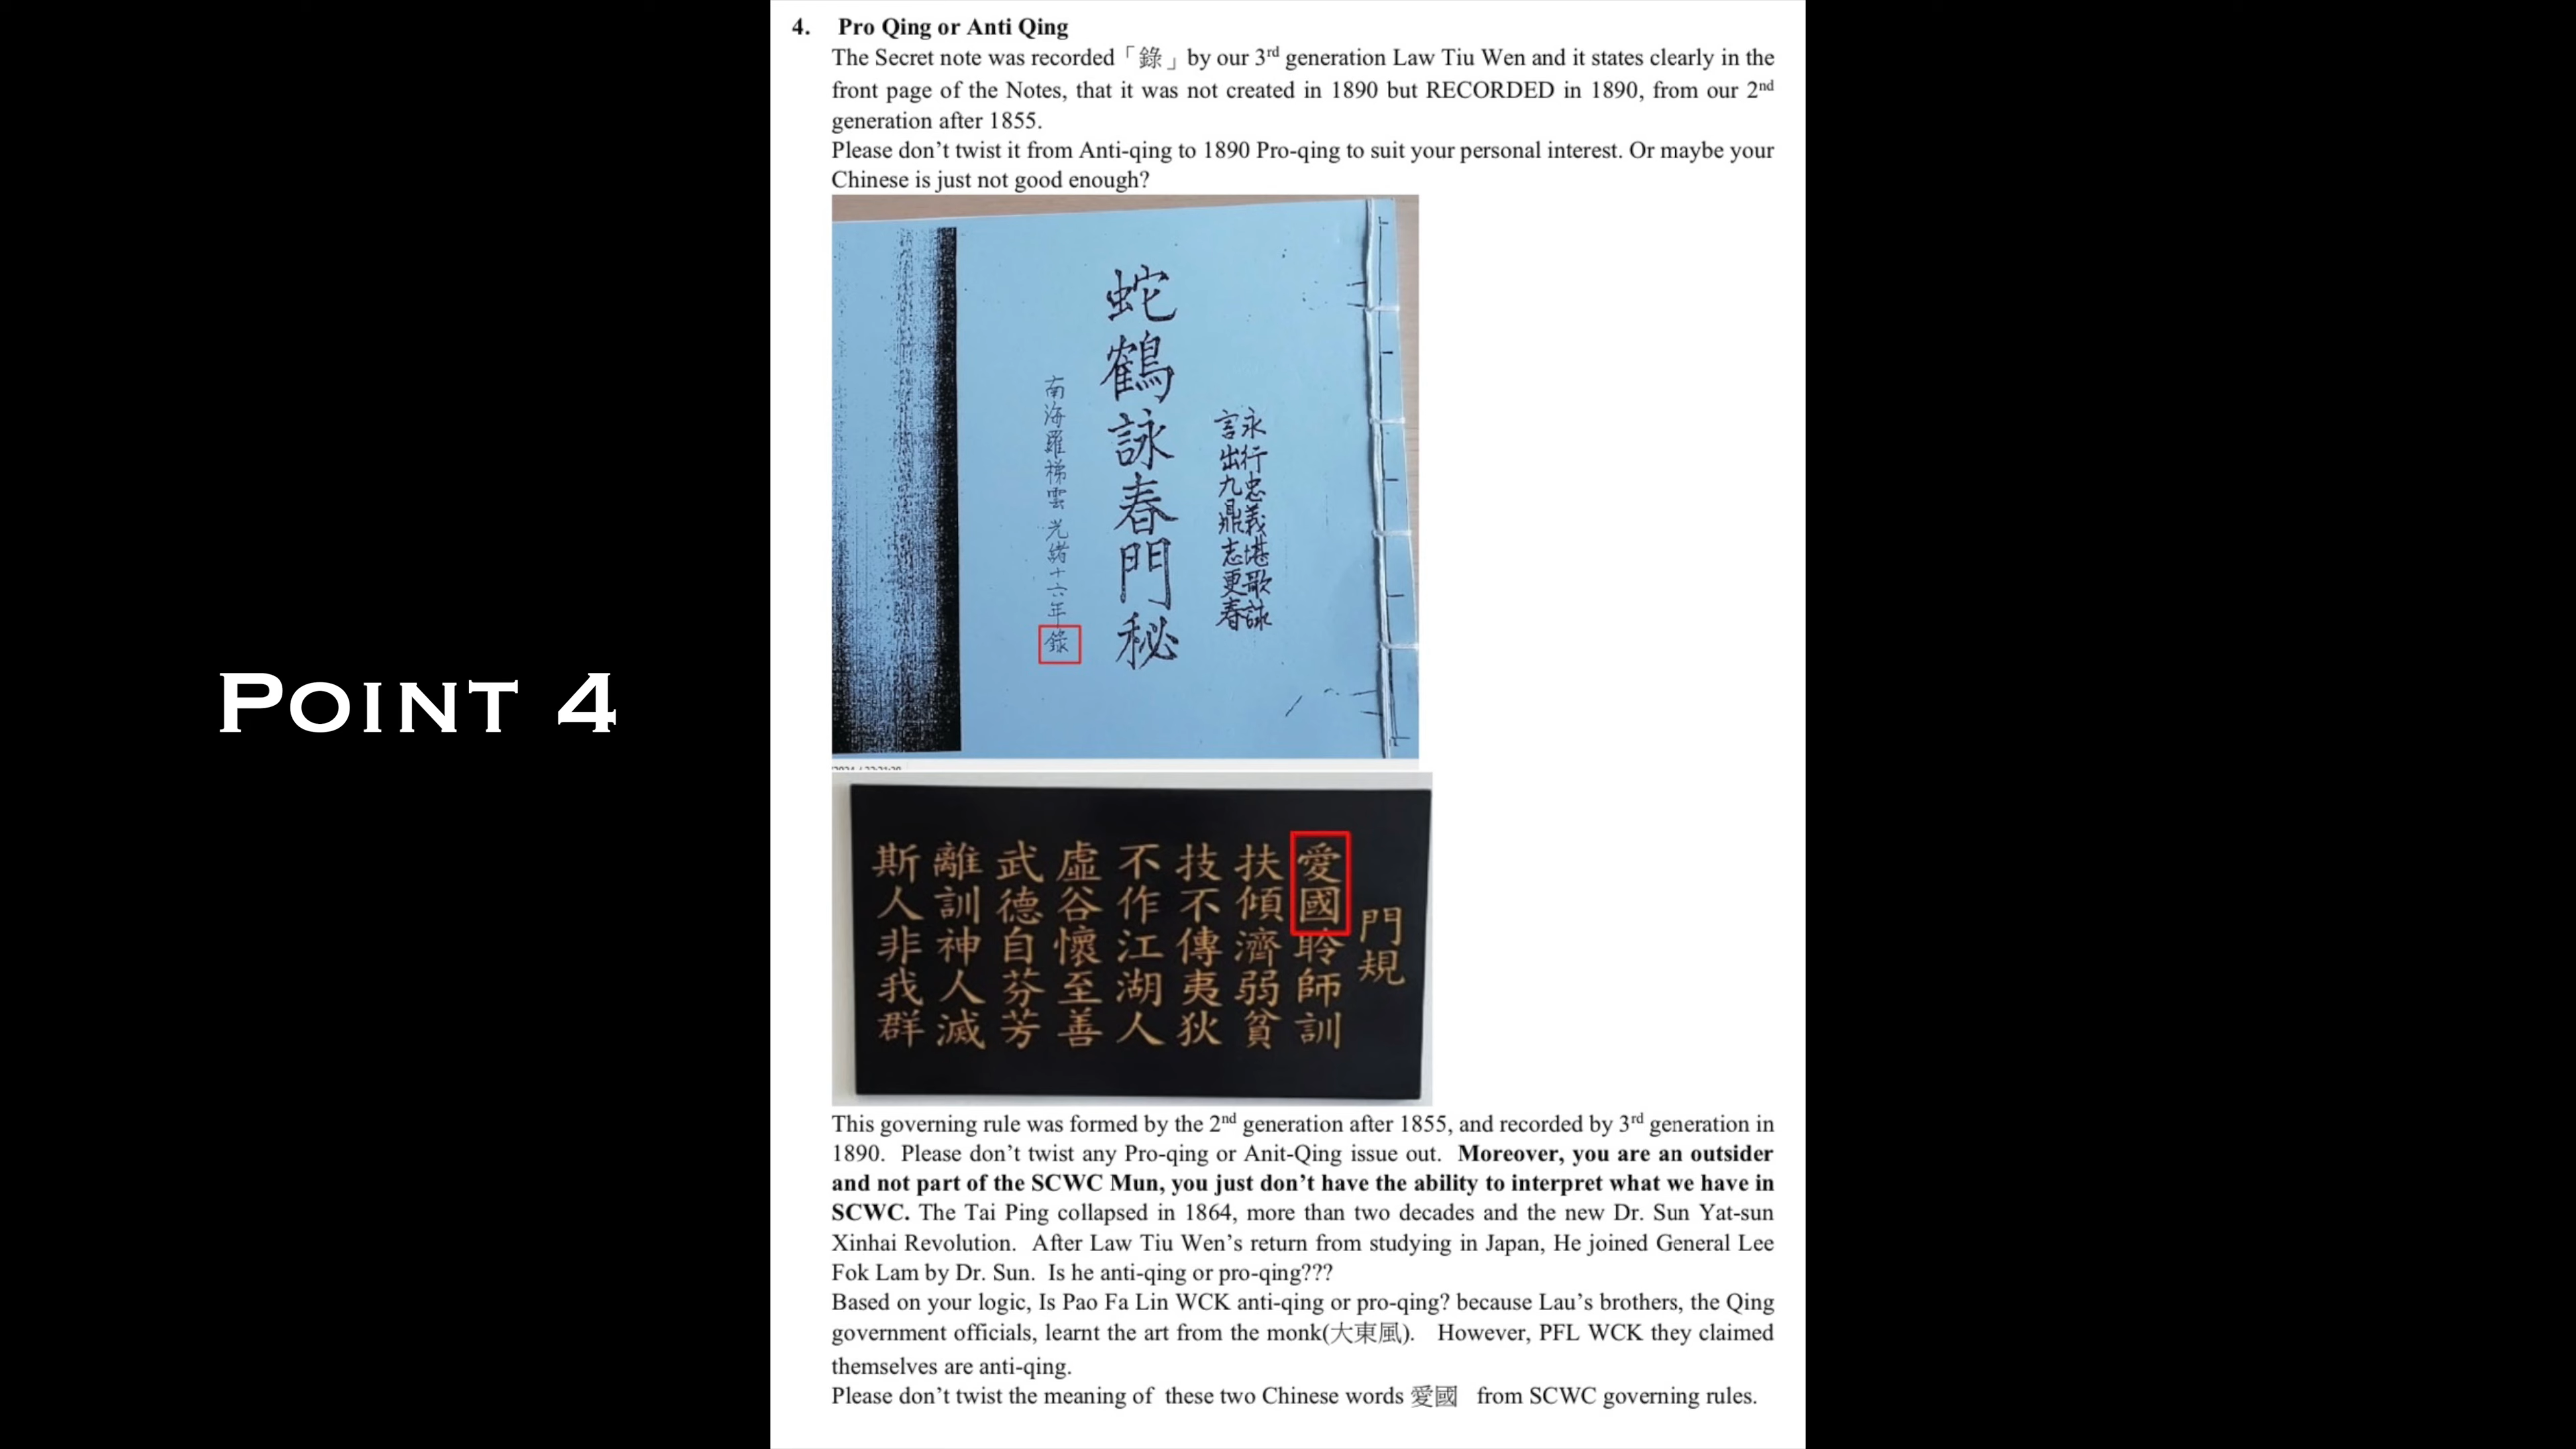 POINT 4
4. Pro Qing or Anti Qing
The Secret note was recorded「錄」by our 3rd generation Law Tiu Wen and it states clearly in the
front page of the Notes, that it was not created in 1890 but RECORDED in 1890, from our 2nd
generation after 1855.
Please don’t twist it from Anti-qing to 1890 Pro-qing to suit your personal interest. Or maybe your
Chinese is just not good enough?
永行忠義堪歌詠
言出九鼎志更春
蛇鶴詠春門秘
南海羅梯雲光緒十六年錄
門規
愛國聆師訓
扶傾濟弱貧
技不傳夷狄
不作江湖人
虛谷懷至善
武德自芬芳
離訓神人滅
斯人非我群
This governing rule was formed by the 2nd generation after 1855, and recorded by 3rd generation in
1890. Please don’t twist any Pro-qing or Anit-Qing issue out. Moreover, you are an outsider
and not part of the SCWC Mun, you just don’t have the ability to interpret what we have in
SCWC. The Tai Ping collapsed in 1864, more than two decades and the new Dr. Sun Yat-sun
Xinhai Revolution. After Law Tiu Wen’s return from studying in Japan, He joined General Lee
Fok Lam by Dr. Sun. Is he anti-qing or pro-qing???
Based on your logic, Is Pao Fa Lin WCK anti-qing or pro-qing? because Lau’s brothers, the Qing
government officials, learnt the art from the monk(大東風). However, PFL WCK they claimed
themselves are anti-qing.
Please don’t twist the meaning of these two Chinese words 愛國 from SCWC governing rules.